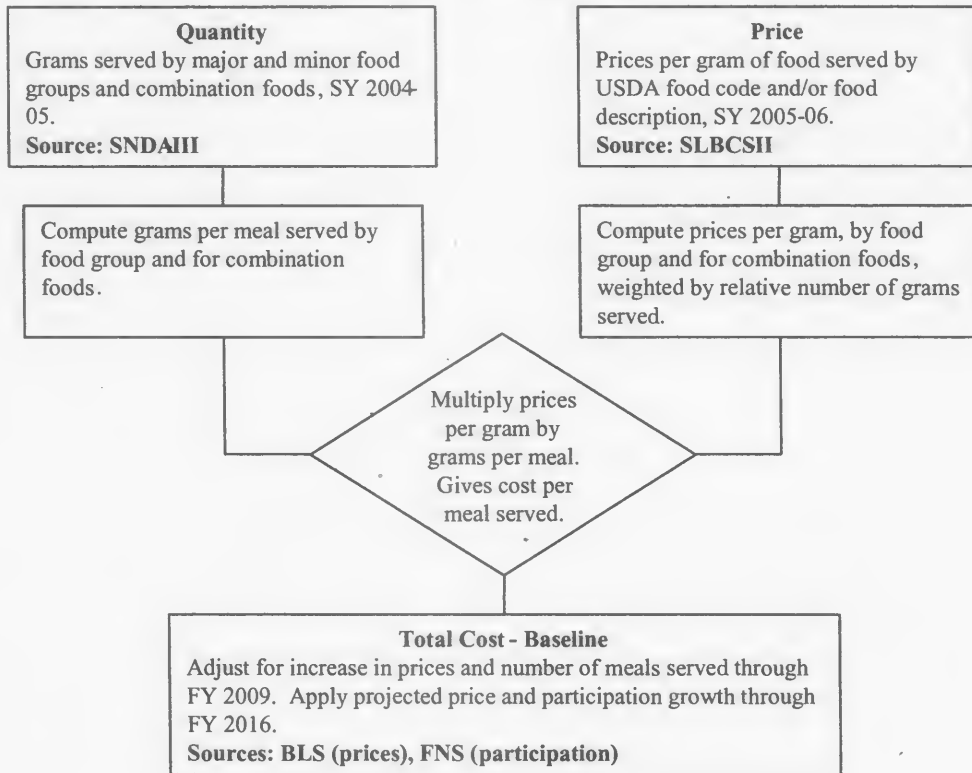 Quantity
Grams served by major and minor food
groups and combination foods, SY 2004-
05.
Source: SNDAIII
Price
Prices per gram of food served by
USDA food code and/or food
description, SY 2005-06.
Source: SLBCSII
Compute grams per meal served by
food group and for combination
foods.
Compute prices per gram, by food
group and for combination foods,
weighted by relative number of grams
served.
Multiply prices
per gram by
grams per meal.
Gives cost per
meal served.
Total Cost - Baseline
Adjust for increase in prices and number of meals served through
FY 2009. Apply projected price and participation growth through
FY 2016.
Sources: BLS (prices), FNS (participation)